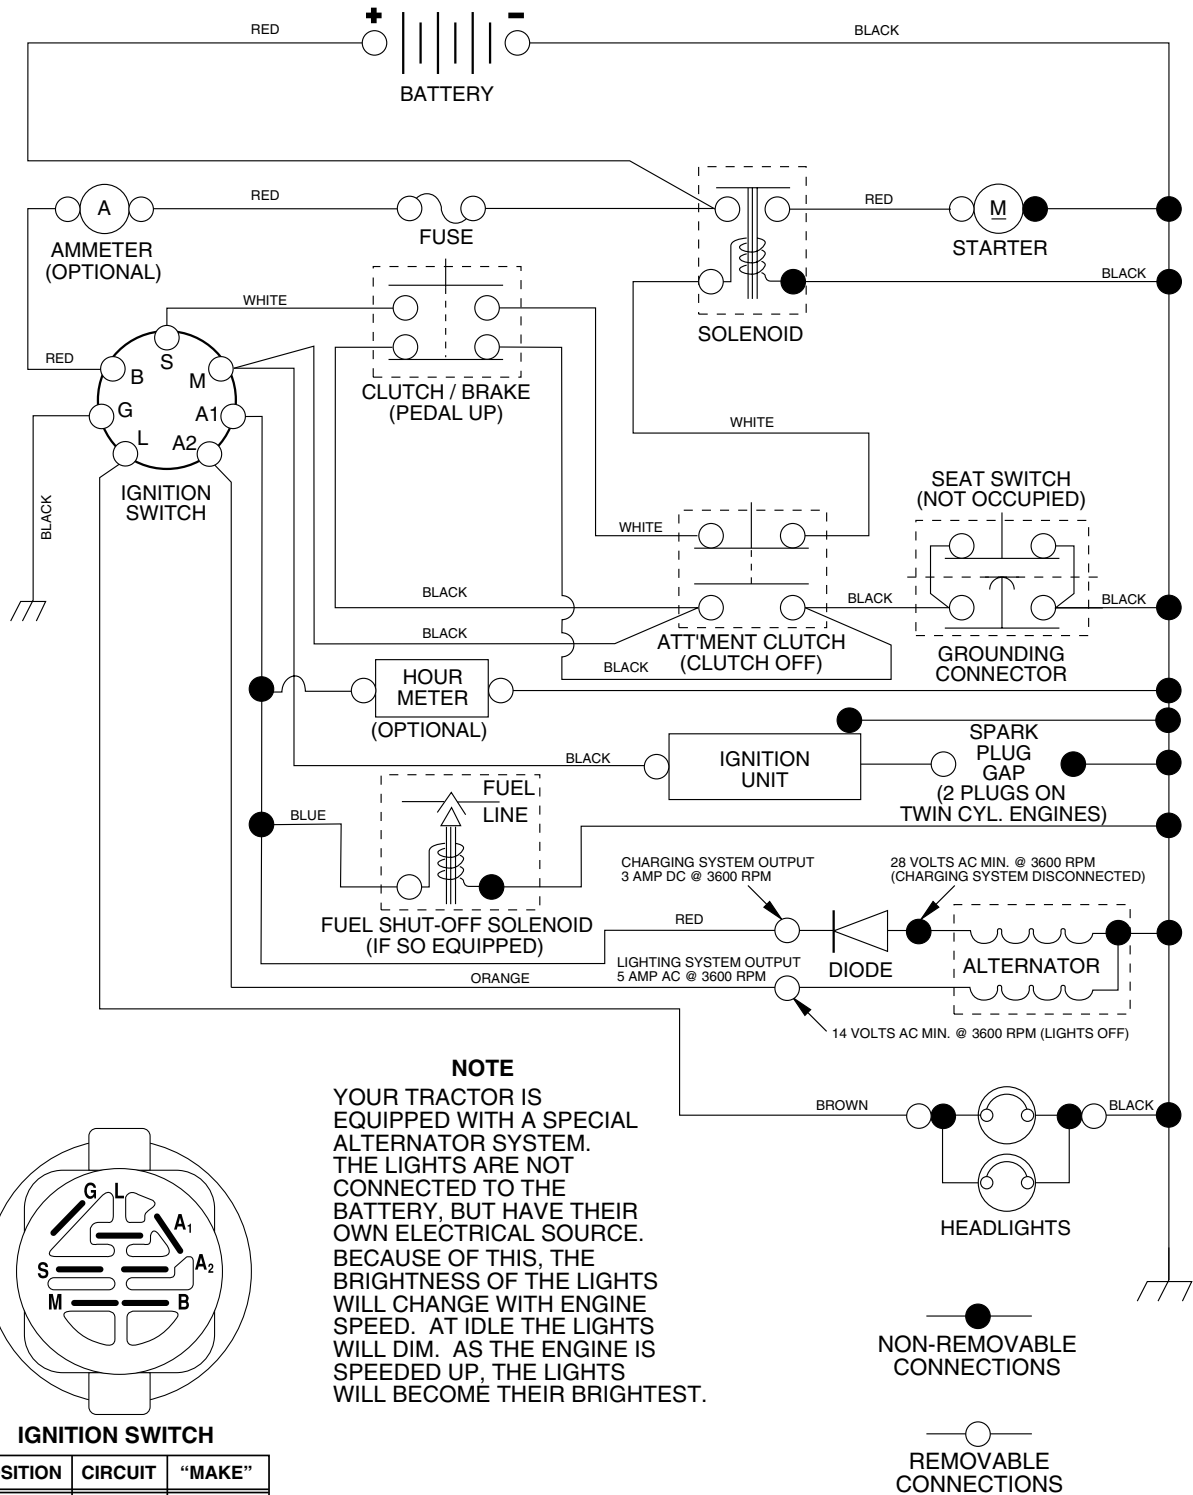 +
−
RED
BLACK
BATTERY
A
RED
FUSE
RED
M
STARTER
AMMETER
(OPTIONAL)
BLACK
SOLENOID
WHITE
RED
S
B
M
G
A1
L
A2
IGNITION
SWITCH
CLUTCH / BRAKE
(PEDAL UP)
WHITE
BLACK
SEAT SWITCH
(NOT OCCUPIED)
WHITE
BLACK
BLACK
BLACK
BLACK
ATT'MENT CLUTCH
(CLUTCH OFF)
BLACK
GROUNDING
CONNECTOR
HOUR
METER
(OPTIONAL)
BLACK
IGNITION
UNIT
SPARK
PLUG
GAP
(2 PLUGS ON
TWIN CYL. ENGINES)
FUEL
LINE
BLUE
FUEL SHUT-OFF SOLENOID
(IF SO EQUIPPED)
CHARGING SYSTEM OUTPUT
3 AMP DC @ 3600 RPM
28 VOLTS AC MIN. @ 3600 RPM
(CHARGING SYSTEM DISCONNECTED)
RED
DIODE
ALTERNATOR
LIGHTING SYSTEM OUTPUT
5 AMP AC @ 3600 RPM
ORANGE
14 VOLTS AC MIN. @ 3600 RPM (LIGHTS OFF)
NOTE
YOUR TRACTOR IS
EQUIPPED WITH A SPECIAL
ALTERNATOR SYSTEM.
THE LIGHTS ARE NOT
CONNECTED TO THE
BATTERY, BUT HAVE THEIR
OWN ELECTRICAL SOURCE.
BECAUSE OF THIS, THE
BRIGHTNESS OF THE LIGHTS
WILL CHANGE WITH ENGINE
SPEED. AT IDLE THE LIGHTS
WILL DIM. AS THE ENGINE IS
SPEEDED UP, THE LIGHTS
WILL BECOME THEIR BRIGHTEST.
BROWN
BLACK
HEADLIGHTS
G
L
A1
S
A2
M
B
IGNITION SWITCH
SITION CIRCUIT “MAKE”
NON-REMOVABLE
CONNECTIONS
REMOVABLE
CONNECTIONS